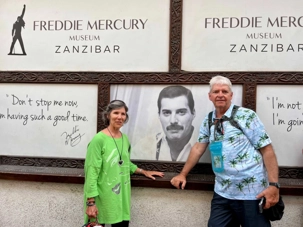 FREDDIE MERCURY
MUSEUM
ZANZIBAR
FREDDIE MERCURY
MUSEUM
ZANZIBAR
"Don't stop me now,
I'm having such a good time"
"I'm not
I'm goin